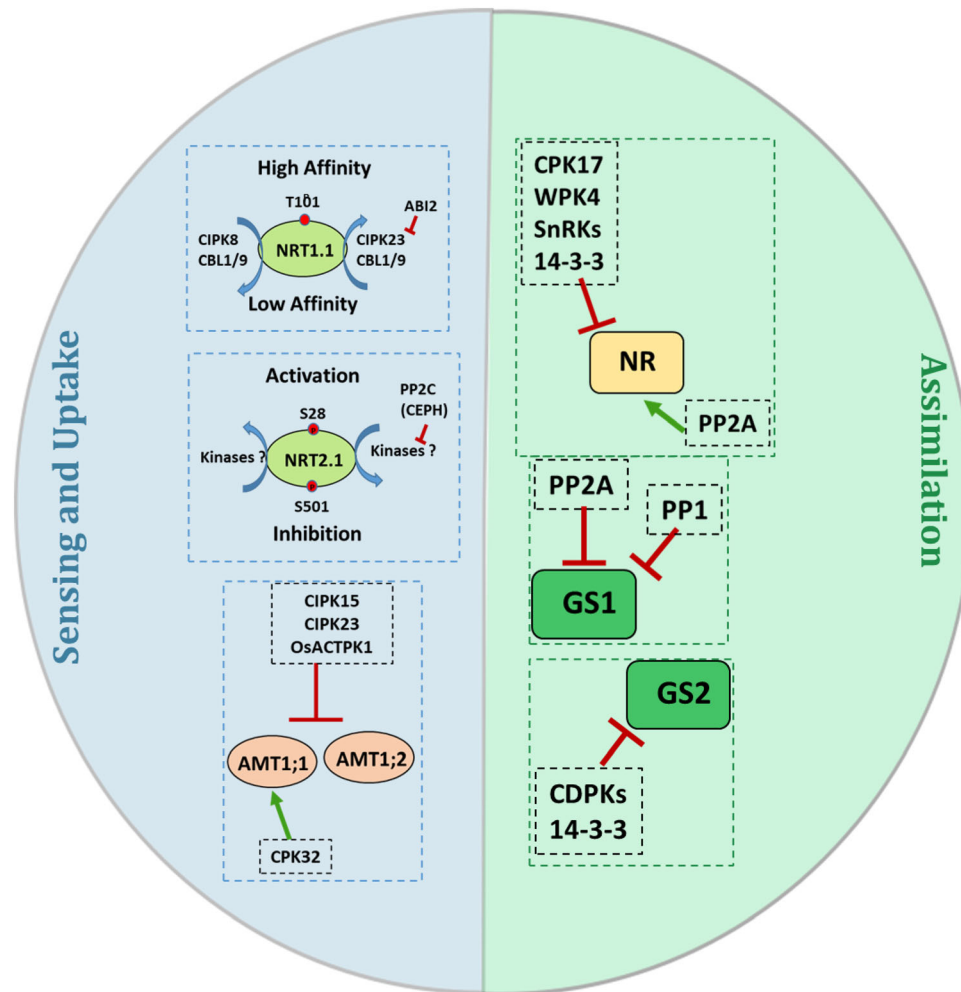 Sensing and Uptake
High Affinity
T101
P
ABI2
CIPK8
CBL1/9
NRT1.1
CIPK23
CBL1/9
Low Affinity
Activation
PP2C
(CEPH)
S28
P
Kinases ?
NRT2.1
Kinases ?
P
S501
Inhibition
CIPK15
CIPK23
OsACTPK1
AMT1;1
AMT1;2
CPK32
Assimilation
CPK17
WPK4
SnRKs
14-3-3
NR
PP2A
PP2A
PP1
GS1
GS2
CDPKs
14-3-3